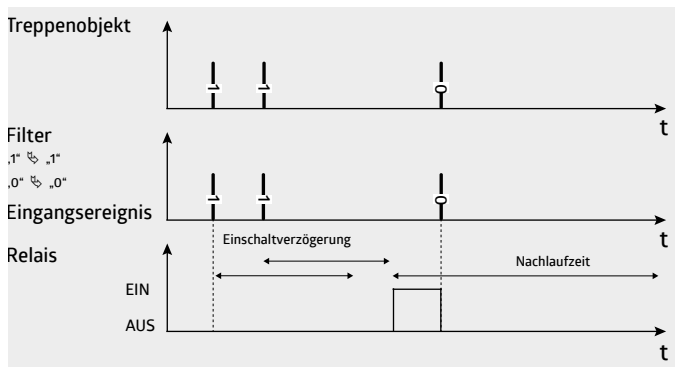 Treppenobjekt
1
1
0
t
Filter
„1“ ⇘ „1“
„0“ ⇘ „0“
1
1
0
Eingangsereignis
t
Einschaltverzögerung
Relais
Nachlaufzeit
EIN
AUS
t